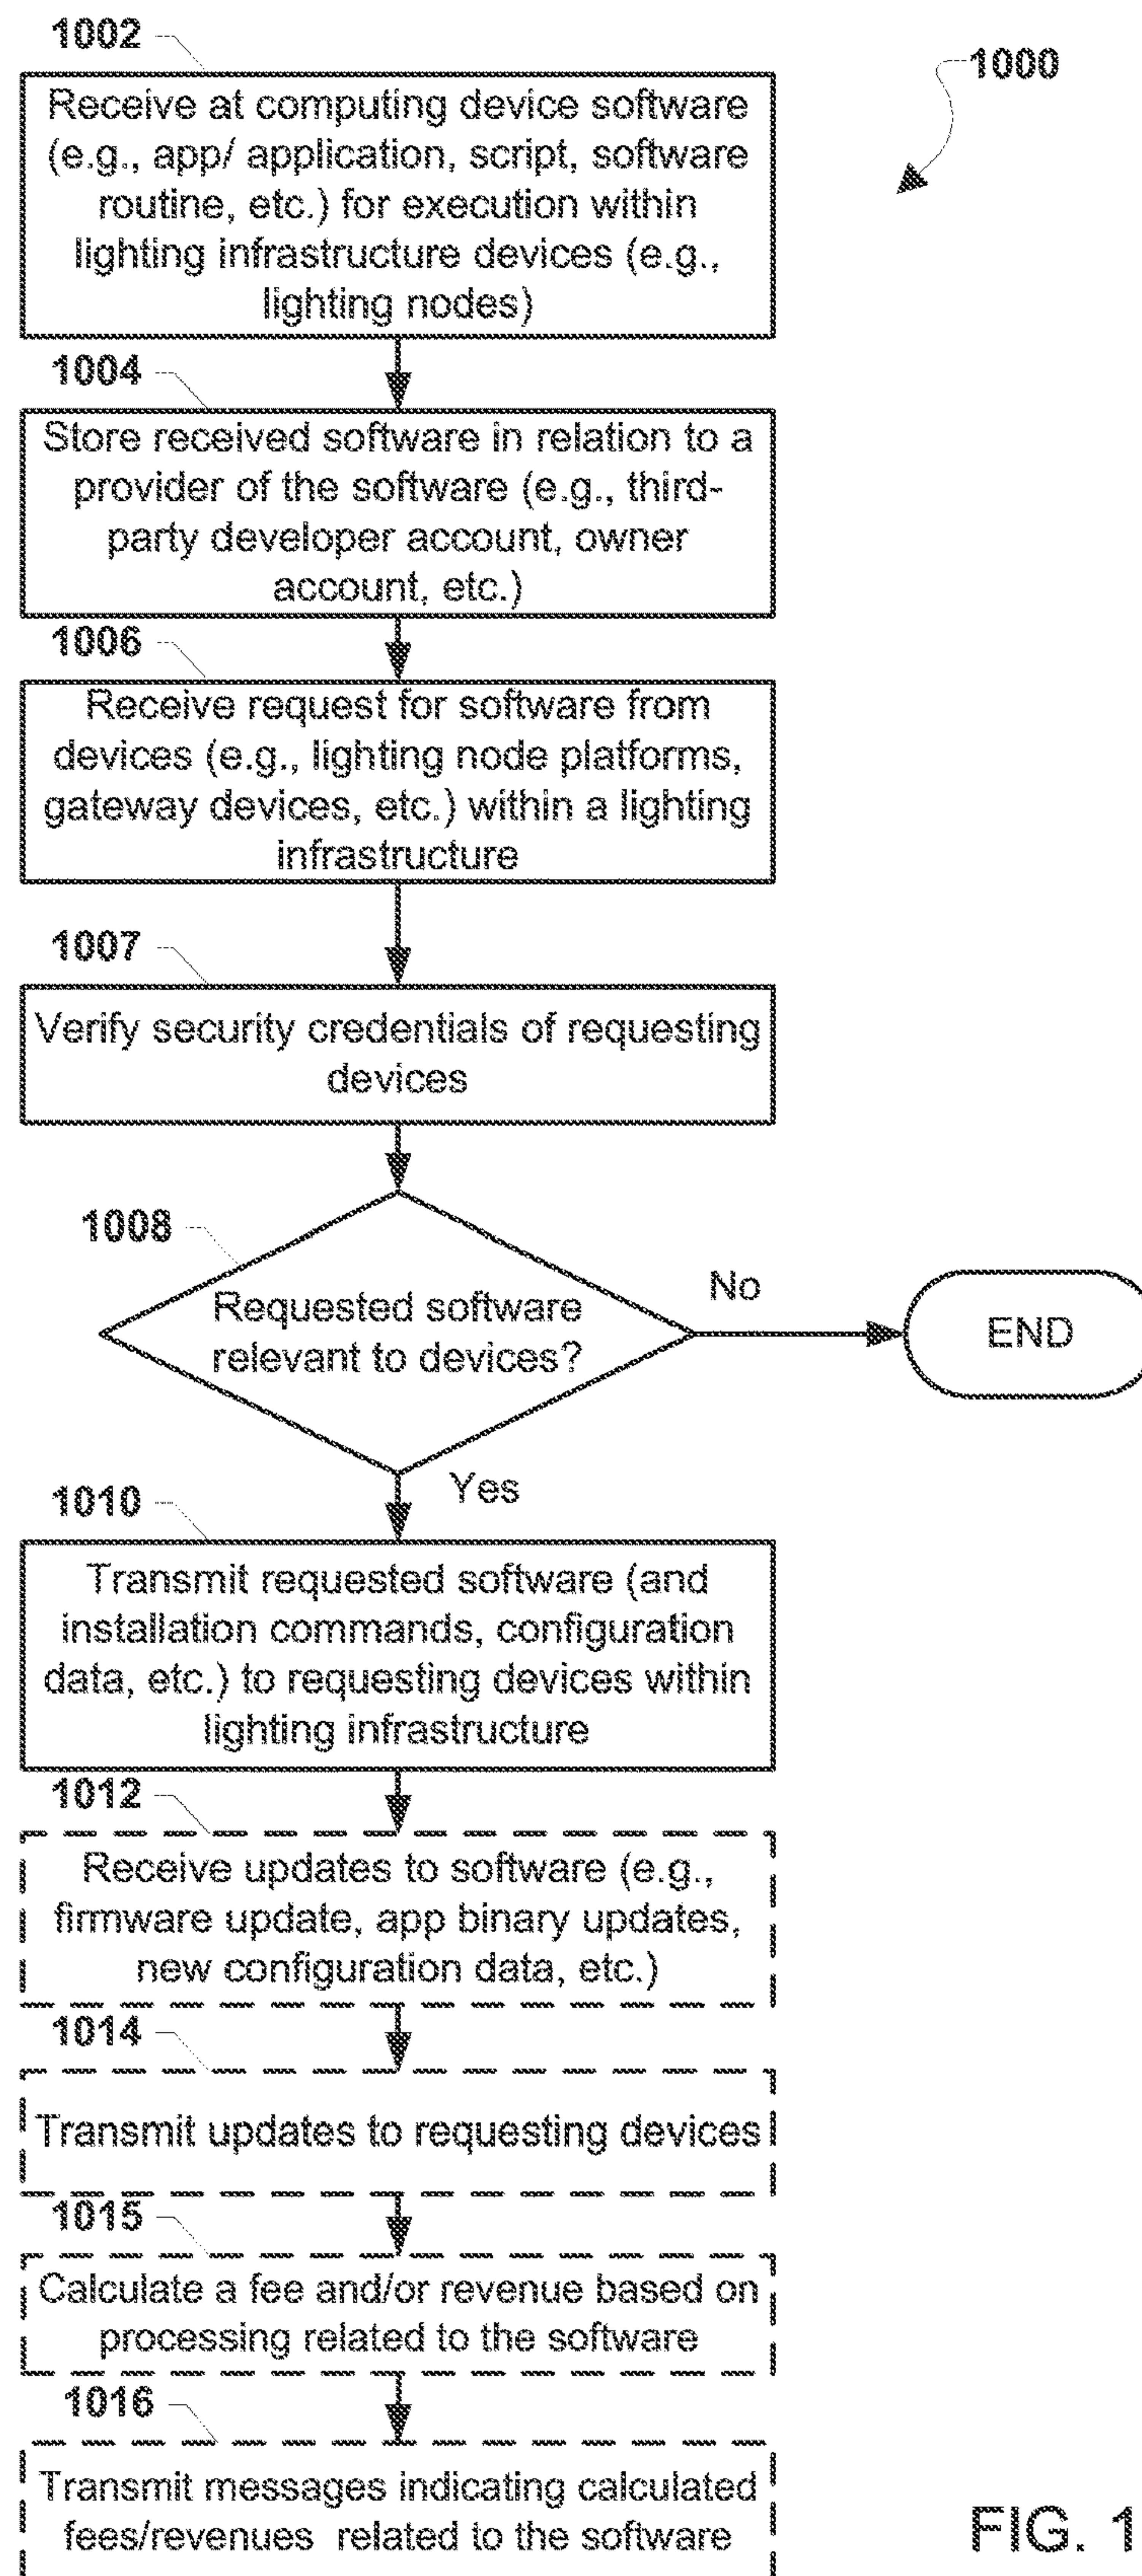 1002
1000
Receive at computing device software
(e.g., app/ application, script, software
routine, etc.) for execution within
lighting infrastructure devices (e.g.,
lighting nodes)
1004
Store received software in relation to a
provider of the software (e.g., third-
party developer account, owner
account, etc.)
1006
Receive request for software from
devices (e.g., lighting node platforms,
gateway devices, etc.) within a lighting
infrastructure
1007
Verify security credentials of requesting
devices
1008
Requested software
relevant to devices?
No
END
Yes
1010
Transmit requested software (and
installation commands, configuration
data, etc.) to requesting devices within
lighting infrastructure
1012
Receive updates to software (e.g.,
firmware update, app binary updates,
new configuration data, etc.)
1014
Transmit updates to requesting devices
1015
Calculate a fee and/or revenue based on
processing related to the software
1016
Transmit messages indicating calculated
fees/revenues related to the software
FIG. 1